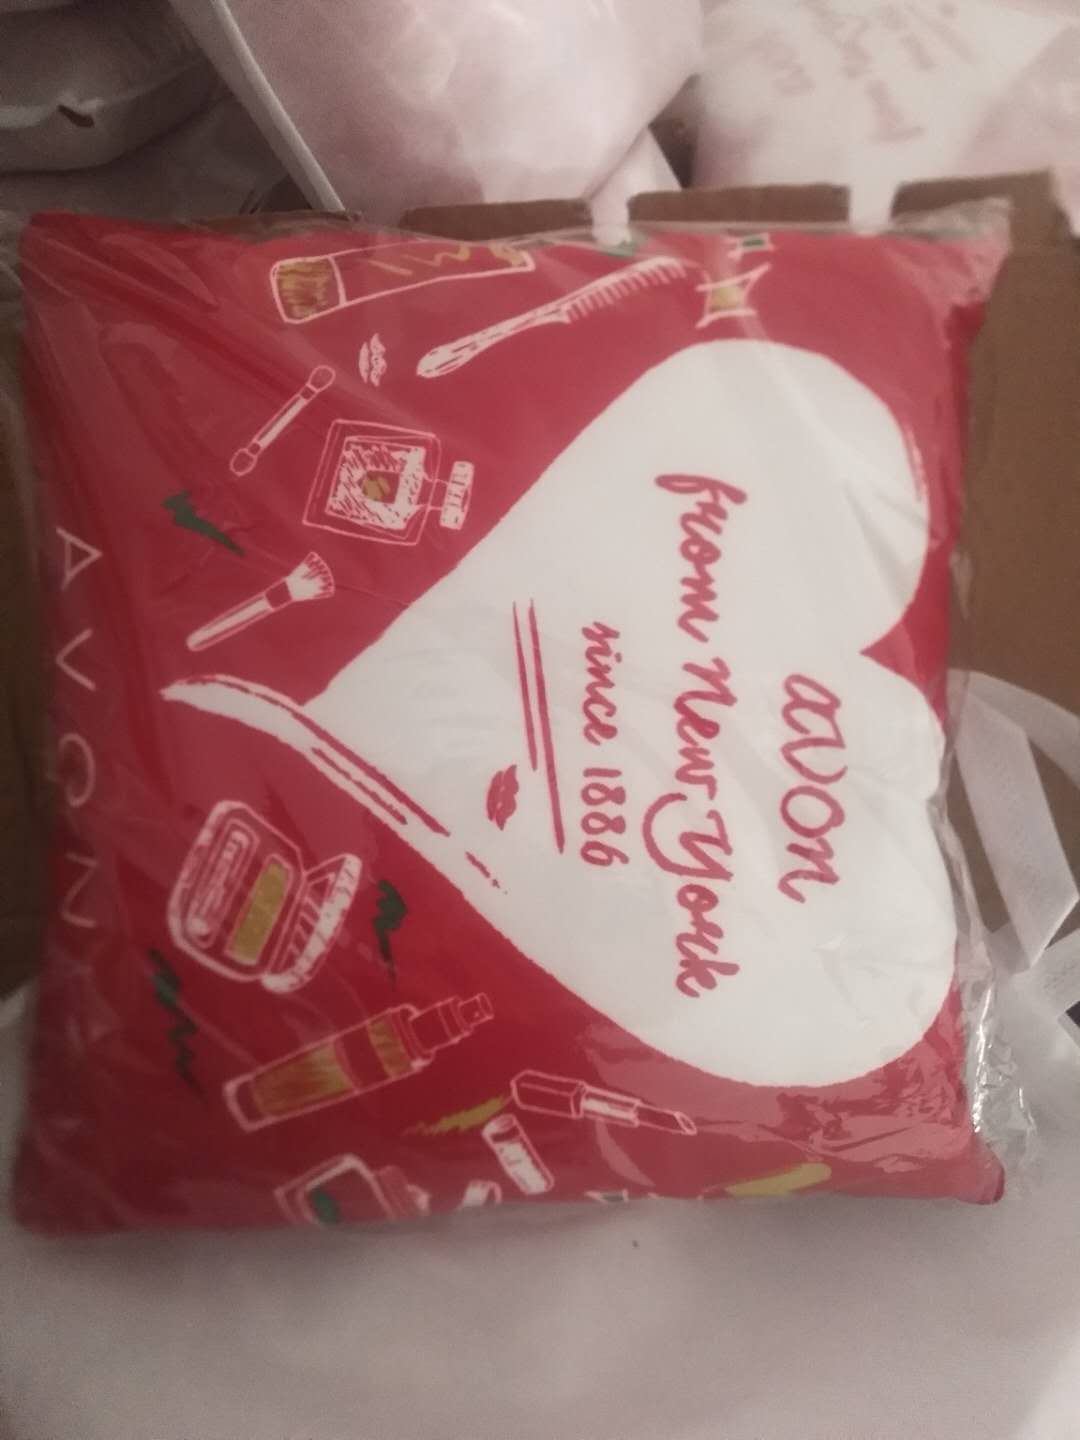 avon
from New York
since 1886
AVON